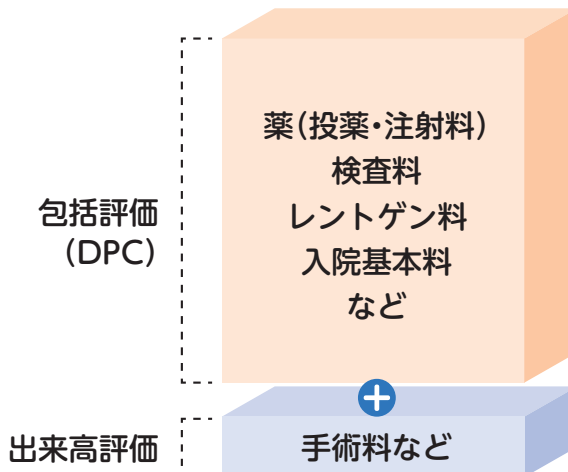 薬（投薬・注射料）
検査料
レントゲン料
入院基本料
など
包括評価
（DPC）
+
出来高評価
手術料など